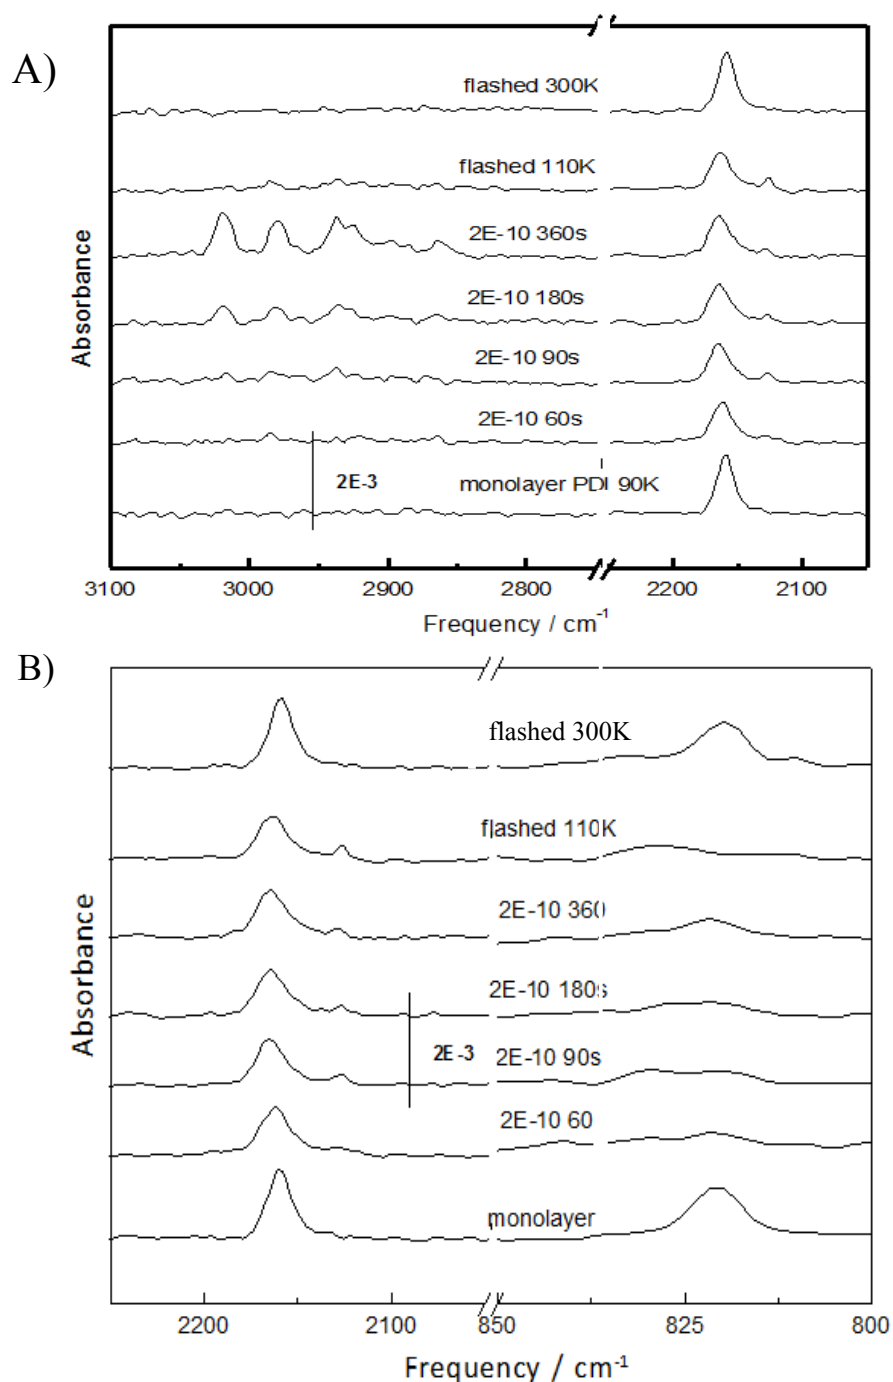 A)
flashed 300K
flashed 110K
2E-10 360s
2E-10 180s
2E-10 90s
2E-10 60s
2E-3
monolayer PDI 90K
Absorbance
3100 3000 2900 2800 2200 2100
Frequency / cm-1
B)
flashed 300K
flashed 110K
2E-10 360
2E-10 180s
2E-3
2E-10 90s
2E-10 60
monolayer
Absorbance
2200 2100 850 825 800
Frequency / cm-1